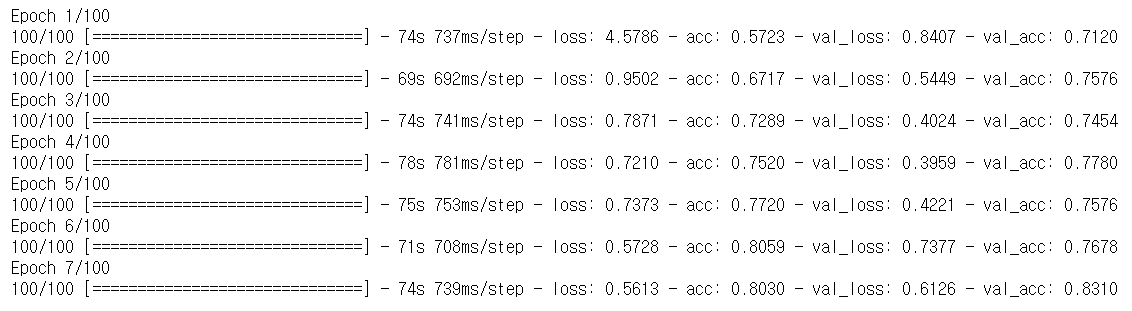 Epoch 1/100
100/100 [==============================] - 74s 737ms/step - loss: 4.5786 - acc: 0.5723 - val_loss: 0.8407 - val_acc: 0.7120
Epoch 2/100
100/100 [==============================] - 69s 692ms/step - loss: 0.9502 - acc: 0.6717 - val_loss: 0.5449 - val_acc: 0.7576
Epoch 3/100
100/100 [==============================] - 74s 741ms/step - loss: 0.7871 - acc: 0.7289 - val_loss: 0.4024 - val_acc: 0.7454
Epoch 4/100
100/100 [==============================] - 78s 781ms/step - loss: 0.7210 - acc: 0.7520 - val_loss: 0.3959 - val_acc: 0.7780
Epoch 5/100
100/100 [==============================] - 75s 753ms/step - loss: 0.7373 - acc: 0.7720 - val_loss: 0.4221 - val_acc: 0.7576
Epoch 6/100
100/100 [==============================] - 71s 708ms/step - loss: 0.5728 - acc: 0.8059 - val_loss: 0.7377 - val_acc: 0.7678
Epoch 7/100
100/100 [==============================] - 74s 739ms/step - loss: 0.5613 - acc: 0.8030 - val_loss: 0.6126 - val_acc: 0.8310